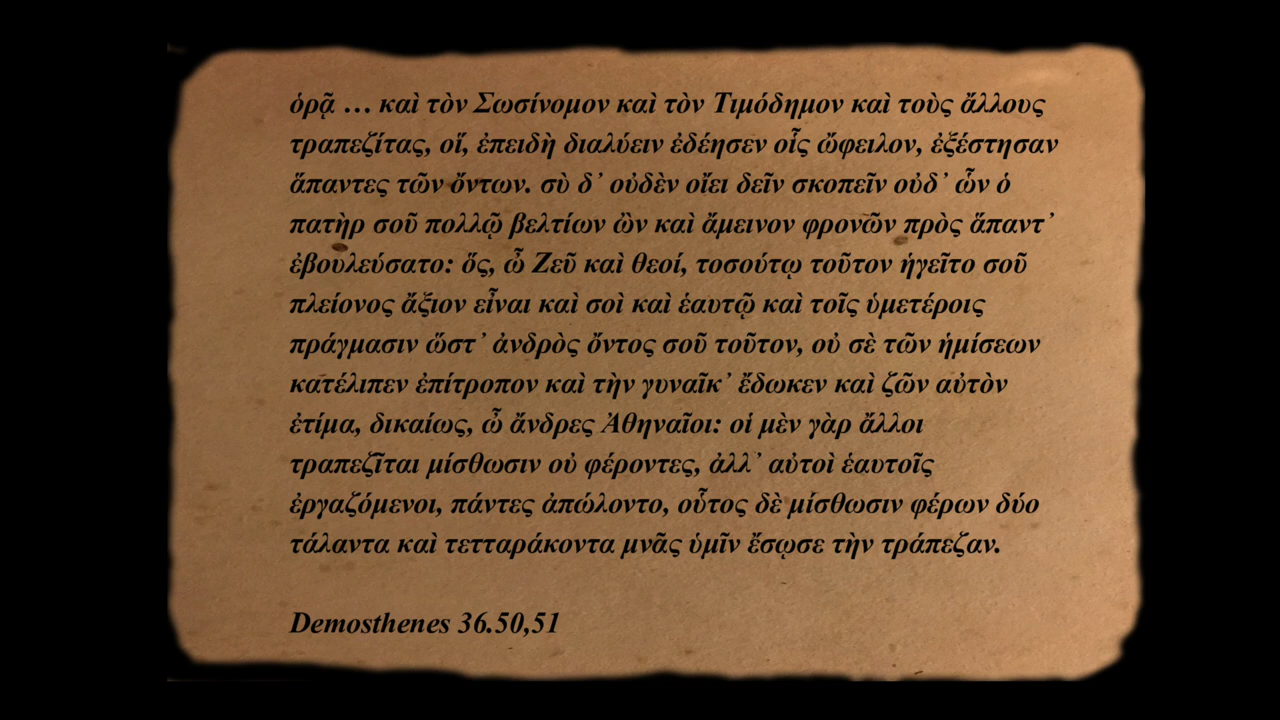 ὁρᾷ … καὶ τὸν Σωσίνομον καὶ τὸν Τιμόδημον καὶ τοὺς ἄλλους
τραπεζίτας, οἵ, ἐπειδὴ διαλύειν ἐδέησεν οἷς ὤφειλον, ἐξέστησαν
ἅπαντες τῶν ὄντων. σὺ δ᾽ οὐδὲν οἴει δεῖν σκοπεῖν οὐδ᾽ ὧν ὁ
πατὴρ σοῦ πολλῷ βελτίων ὢν καὶ ἄμεινον φρονῶν πρὸς ἅπαντ᾽
ἐβουλεύσατο: ὅς, ὦ Ζεῦ καὶ θεοί, τοσούτῳ τοῦτον ἡγεῖτο σοῦ
πλείονος ἄξιον εἶναι καὶ σοὶ καὶ ἑαυτῷ καὶ τοῖς ὑμετέροις
πράγμασιν ὥστ᾽ ἀνδρὸς ὄντος σοῦ τοῦτον, οὐ σὲ τῶν ἡμίσεων
κατέλιπεν ἐπίτροπον καὶ τὴν γυναῖκ᾽ ἔδωκεν καὶ ζῶν αὐτὸν
ἐτίμα, δικαίως, ὦ ἄνδρες Ἀθηναῖοι: οἱ μὲν γὰρ ἄλλοι
τραπεζῖται μίσθωσιν οὐ φέροντες, ἀλλ᾽ αὐτοὶ ἑαυτοῖς
ἐργαζόμενοι, πάντες ἀπώλοντο, οὗτος δὲ μίσθωσιν φέρων δύο
τάλαντα καὶ τετταράκοντα μνᾶς ὑμῖν ἔσῳσε τὴν τράπεζαν.
Demosthenes 36.50,51